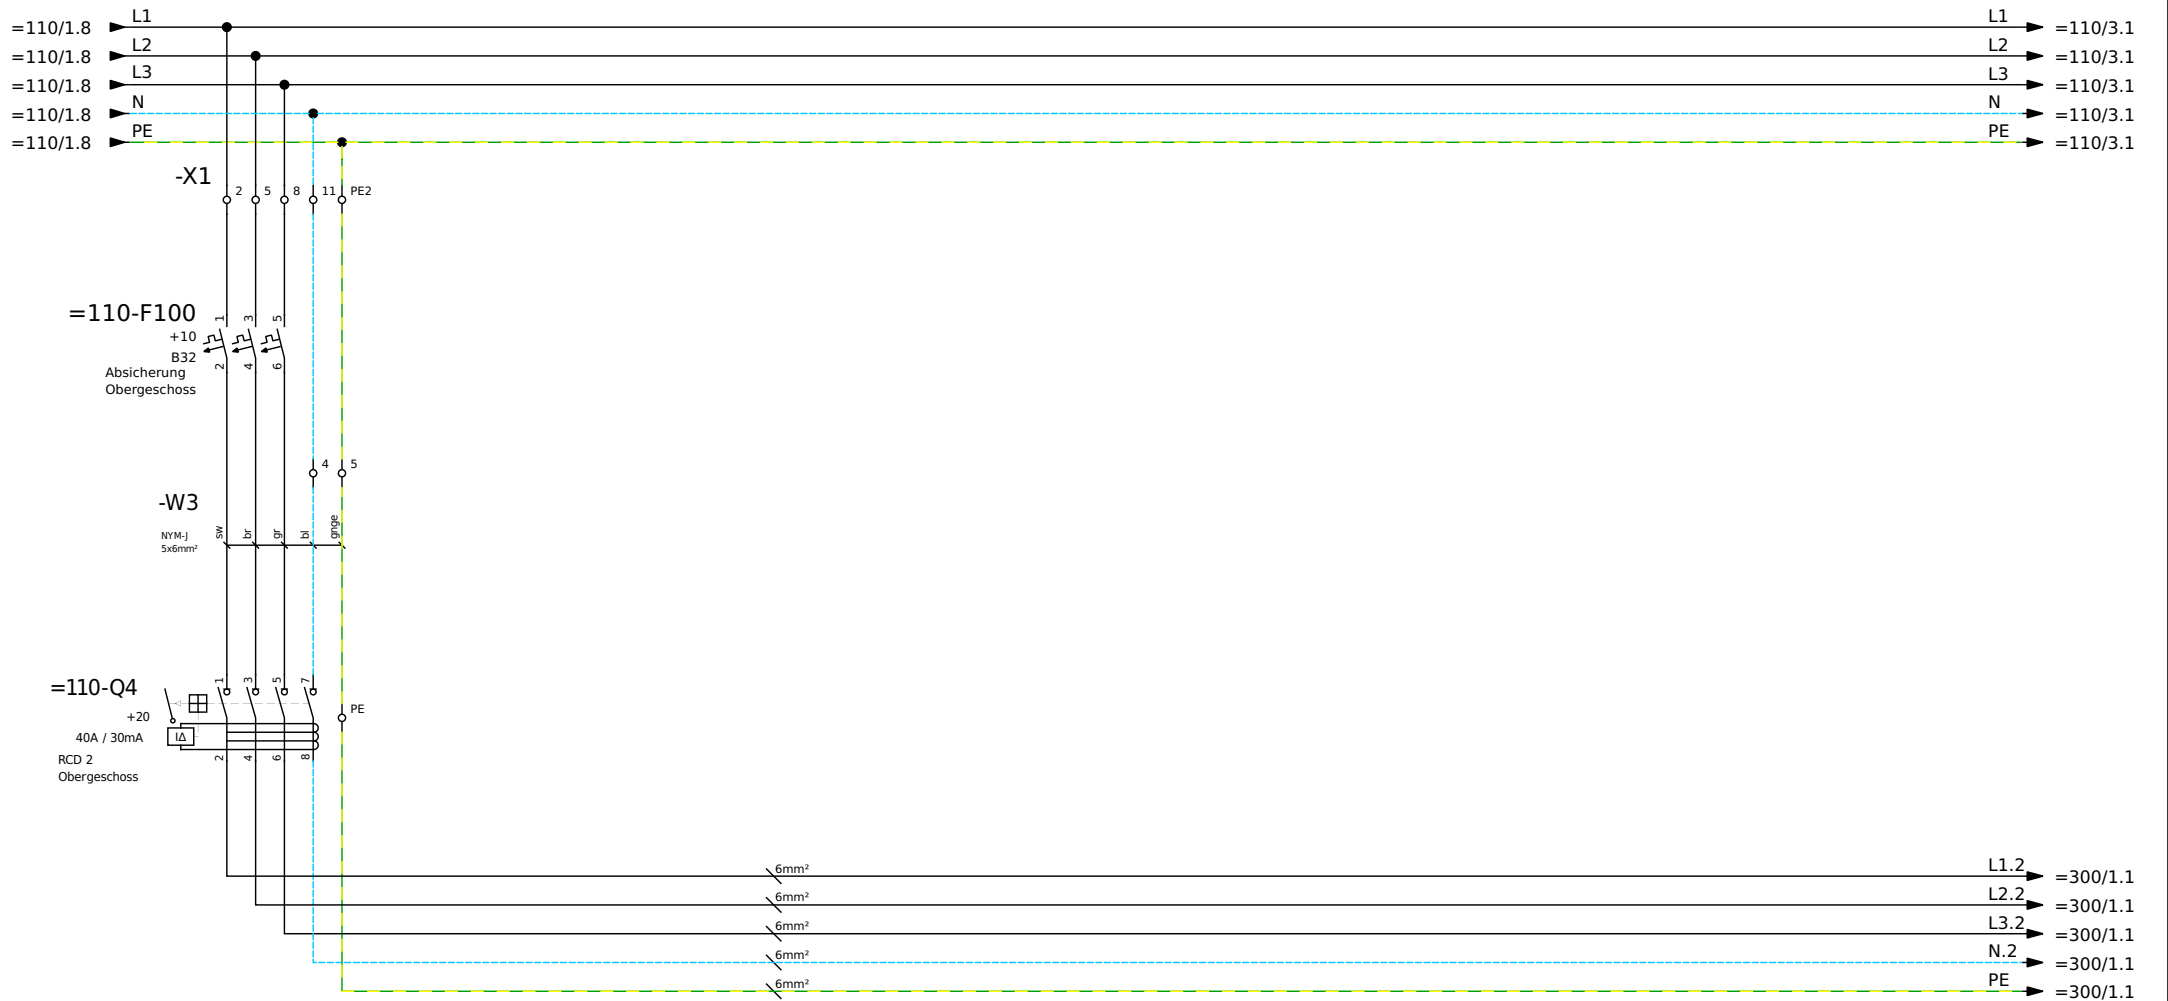 =110/1.8 L1 L1 =110/3.1
=110/1.8 L2 L2 =110/3.1
=110/1.8 L3 L3 =110/3.1
=110/1.8 N N =110/3.1
=110/1.8 PE PE =110/3.1
-X1 2 5 8 11 PE2
=110-F100 1 3 5
+10
B32 2 4 6
Absicherung
Obergeschoss
4 5
-W3
NYM-J sw br gr bl gnge
5x6mm²
=110-Q4 1 3 5 7
+20 PE
40A / 30mA I∆
RCD 2 2 4 6 8
Obergeschoss
6mm² L1.2 =300/1.1
6mm² L2.2 =300/1.1
6mm² L3.2 =300/1.1
6mm² N.2 =300/1.1
6mm² PE =300/1.1